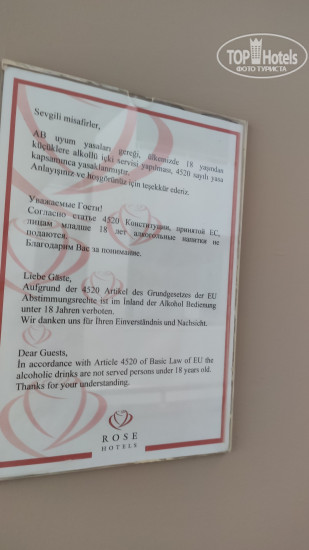 TOP Hotels
ФОТО ТУРИСТА
Sevgili misafirler,
AB uyum yasaları gereği, ülkemizde 18 yaşından
küçüklere alkollü içki servisi yapılması, 4520 sayılı yasa
kapsamınca yasaklanmıştır.
Anlayışınız ve hoşgörünüz için teşekkür ederiz.
Уважаемые Гости!
Согласно статье 4520 Конституции, принятой ЕС,
лицам младше 18 лет алкогольные напитки не
подаются.
Благодарим Вас за понимание.
Liebe Gäste,
Aufgrund der 4520 Artikel des Grundgesetzes der EU
Abstimmungsrechte ist im Inland der Alkohol Bedienung
unter 18 Jahren verboten.
Wir danken uns für Ihren Einverständnis und Nachsicht.
Dear Guests,
İn accordance with Article 4520 of Basic Law of EU the
alcoholic drinks are not served persons under 18 years old.
Thanks for your understanding.
ROSE
HOTELS